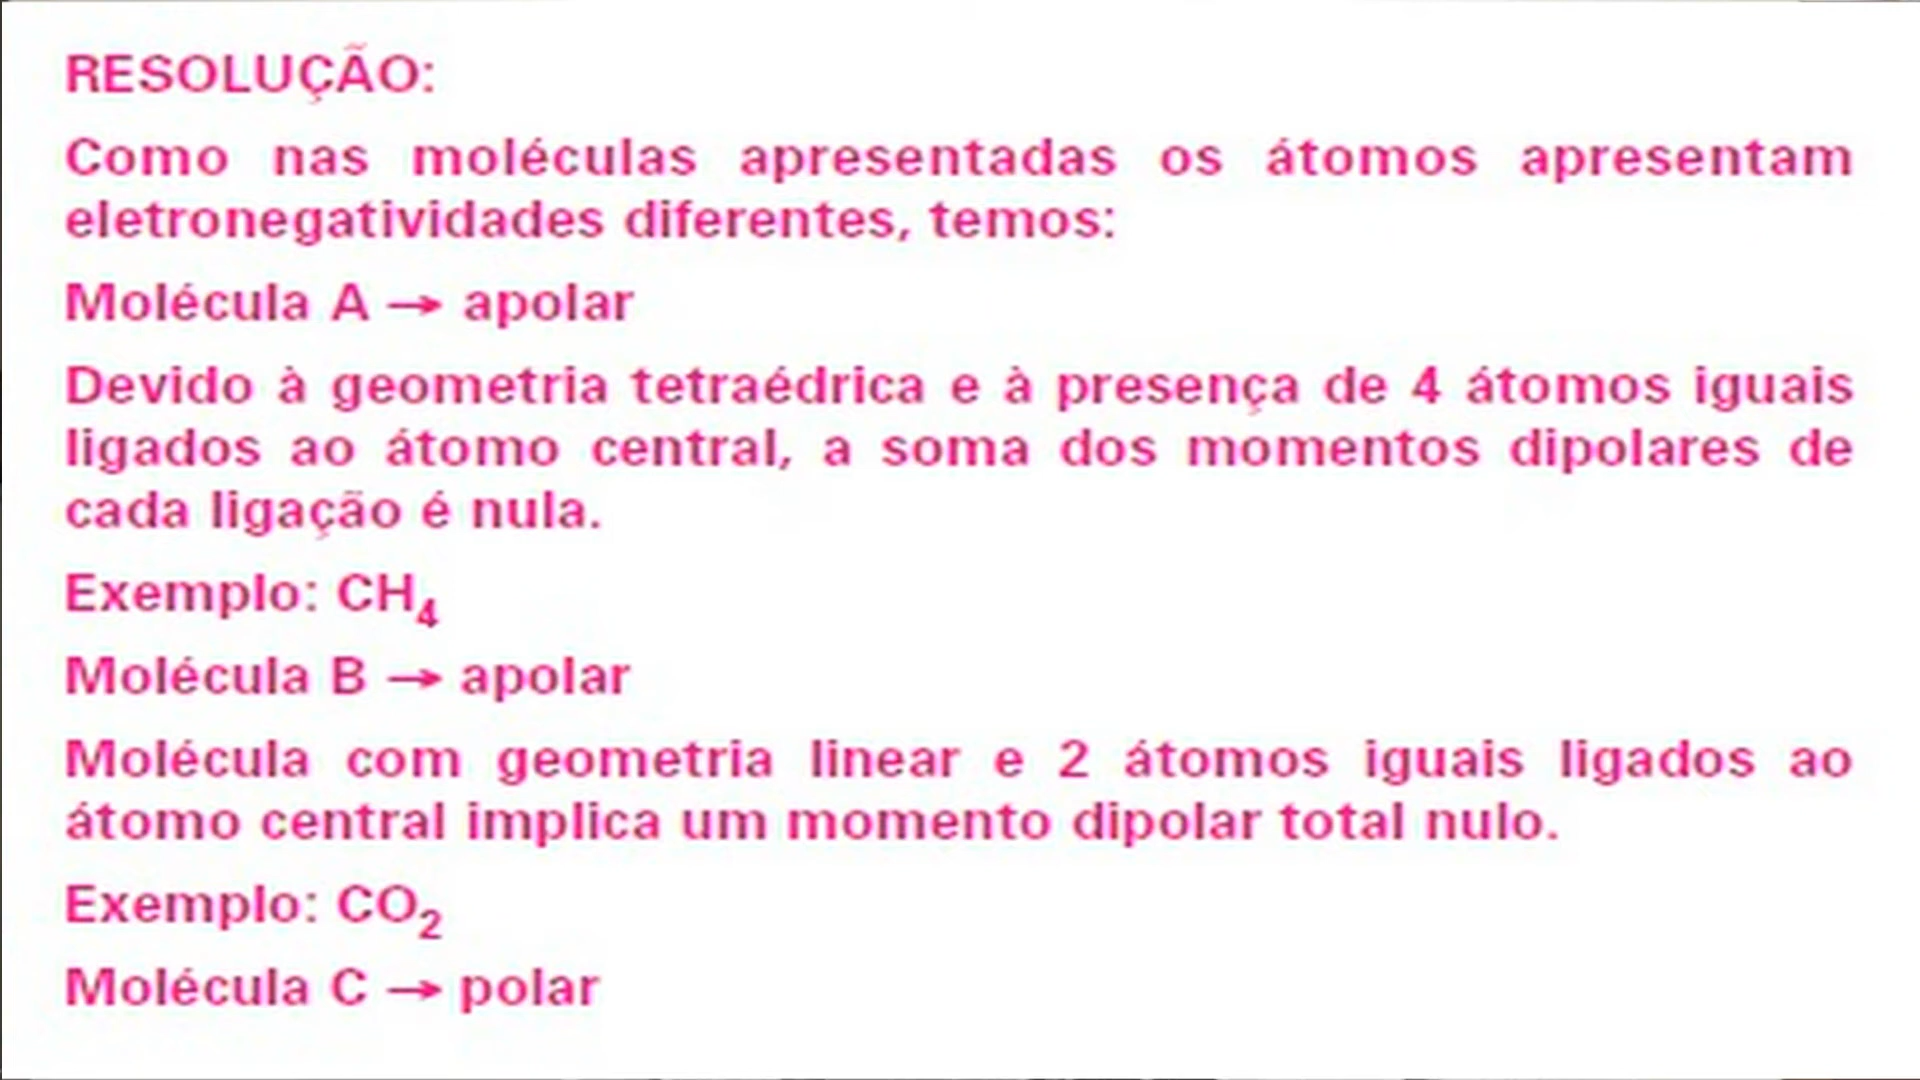 RESOLUÇÃO:
Como nas moléculas apresentadas os átomos apresentam
eletronegatividades diferentes, temos:
Molécula A → apolar
Devido à geometria tetraédrica e à presença de 4 átomos iguais
ligados ao átomo central, a soma dos momentos dipolares de
cada ligação é nula.
Exemplo: CH₄
Molécula B → apolar
Molécula com geometria linear e 2 átomos iguais ligados ao
átomo central implica um momento dipolar total nulo.
Exemplo: CO₂
Molécula C → polar